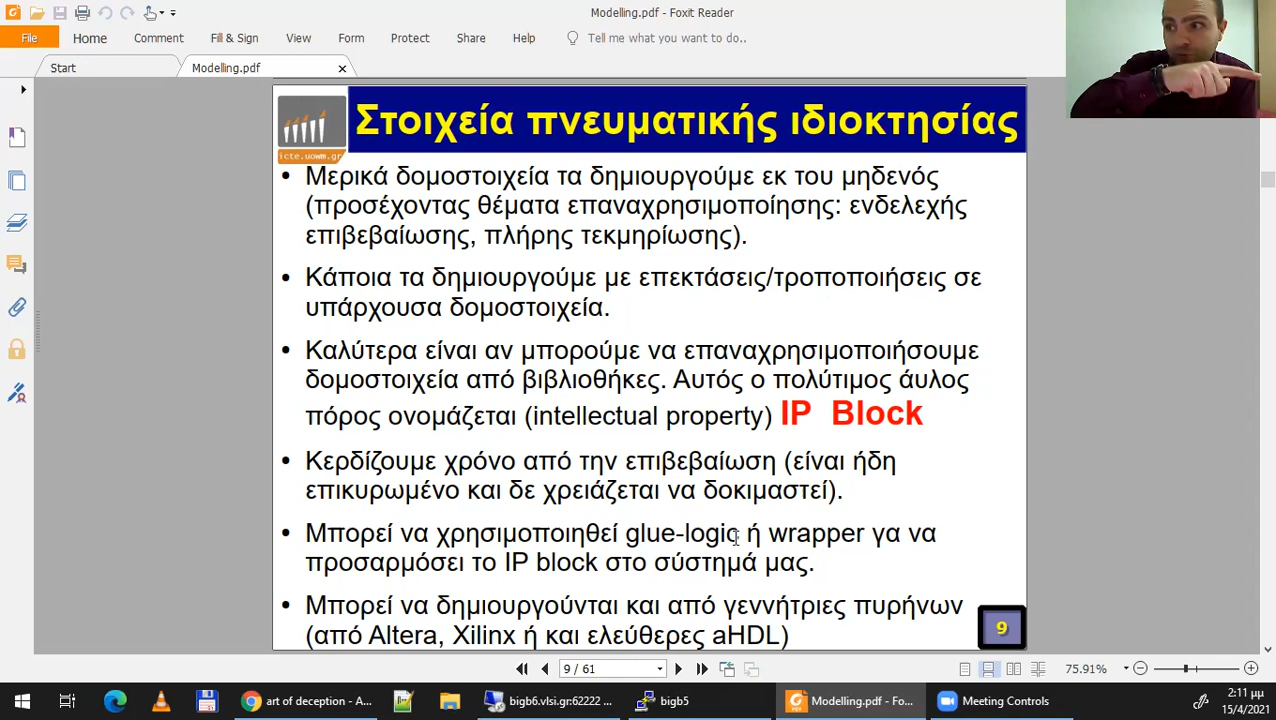 Modelling.pdf - Foxit Reader
File Home Comment Fill & Sign View Form Protect Share Help Tell me what you want to do..
Start Modelling.pdf
icte.uowm.gr
Στοιχεία πνευματικής ιδιοκτησίας
• Μερικά δομοστοιχεία τα δημιουργούμε εκ του μηδενός
(προσέχοντας θέματα επαναχρησιμοποίησης: ενδελεχής
επιβεβαίωσης, πλήρης τεκμηρίωσης).
• Κάποια τα δημιουργούμε με επεκτάσεις/τροποποιήσεις σε
υπάρχουσα δομοστοιχεία.
• Καλύτερα είναι αν μπορούμε να επαναχρησιμοποιήσουμε
δομοστοιχεία από βιβλιοθήκες. Αυτός ο πολύτιμος άυλος
πόρος ονομάζεται (intellectual property) IP Block
• Κερδίζουμε χρόνο από την επιβεβαίωση (είναι ήδη
επικυρωμένο και δε χρειάζεται να δοκιμαστεί).
• Μπορεί να χρησιμοποιηθεί glue-logic ή wrapper γα να
προσαρμόσει το IP block στο σύστημά μας.
• Μπορεί να δημιουργούνται και από γεννήτριες πυρήνων
(από Altera, Xilinx ή και ελεύθερες aHDL)
9
9 / 61 75.91%
art of deception - A... bigb6.vlsi.gr:62222 ... bigb5 Modelling.pdf - Fo... Meeting Controls
2:11 μμ
15/4/2021